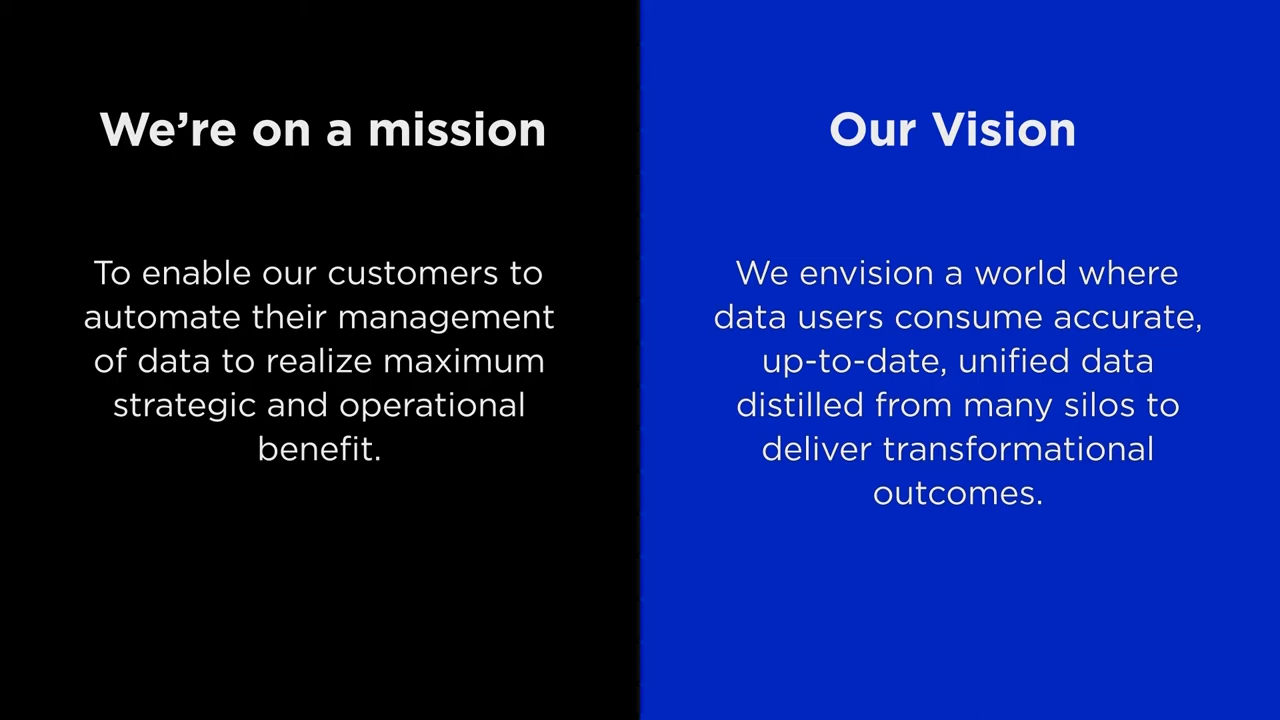 We’re on a mission
To enable our customers to
automate their management
of data to realize maximum
strategic and operational
benefit.
Our Vision
We envision a world where
data users consume accurate,
up-to-date, unified data
distilled from many silos to
deliver transformational
outcomes.